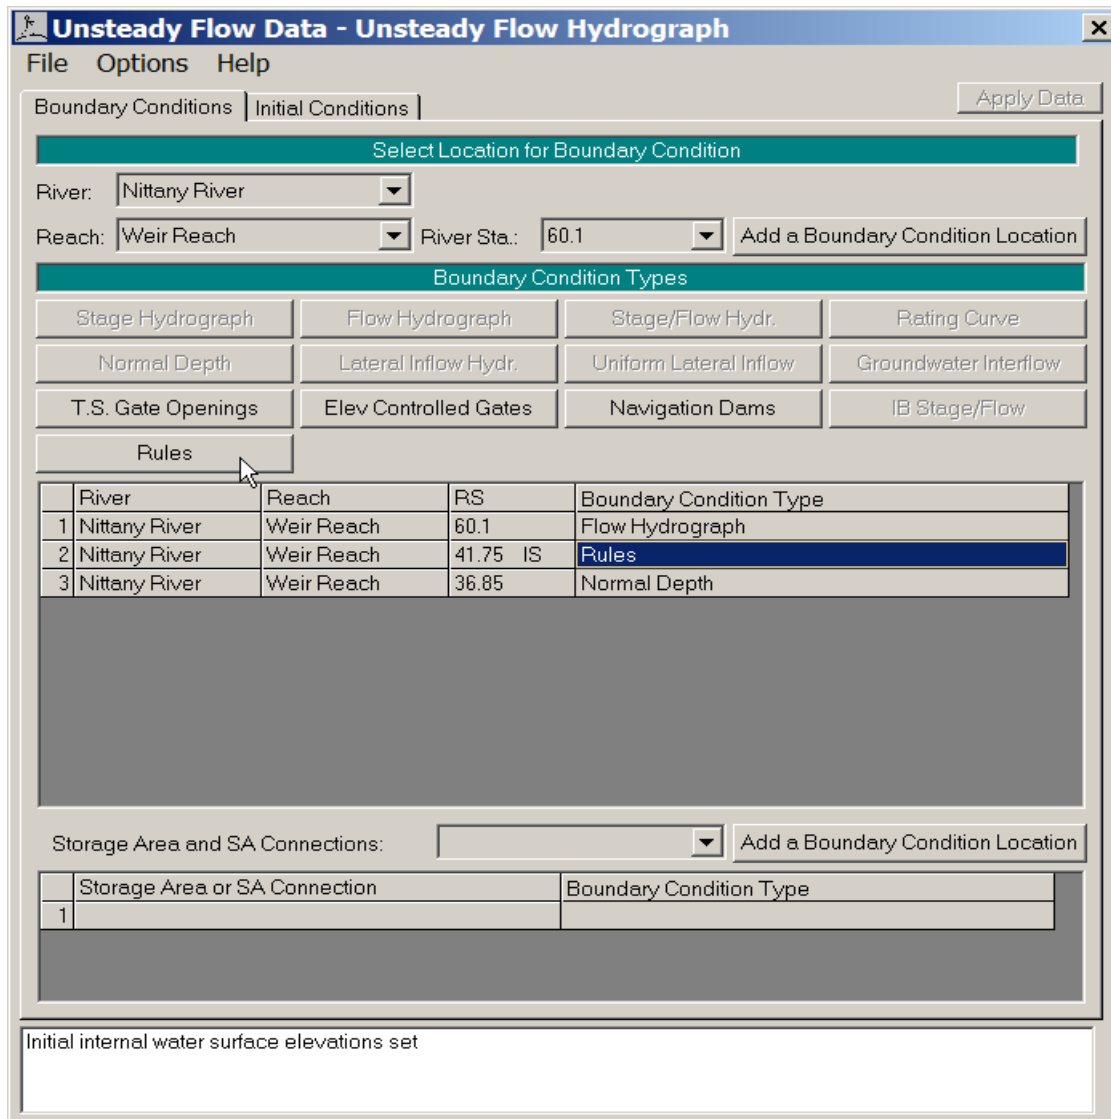 Unsteady Flow Data - Unsteady Flow Hydrograph
File Options Help
Boundary Conditions Initial Conditions Apply Data
Select Location for Boundary Condition
River: Nittany River
Reach: Weir Reach River Sta.: 60.1 Add a Boundary Condition Location
Boundary Condition Types
Stage Hydrograph Flow Hydrograph Stage/Flow Hydr. Rating Curve
Normal Depth Lateral Inflow Hydr. Uniform Lateral Inflow Groundwater Interflow
T.S. Gate Openings Elev Controlled Gates Navigation Dams IB Stage/Flow
Rules
River Reach RS Boundary Condition Type
1 Nittany River Weir Reach 60.1 Flow Hydrograph
2 Nittany River Weir Reach 41.75 IS Rules
3 Nittany River Weir Reach 36.85 Normal Depth
Storage Area and SA Connections: Add a Boundary Condition Location
Storage Area or SA Connection Boundary Condition Type
1
Initial internal water surface elevations set